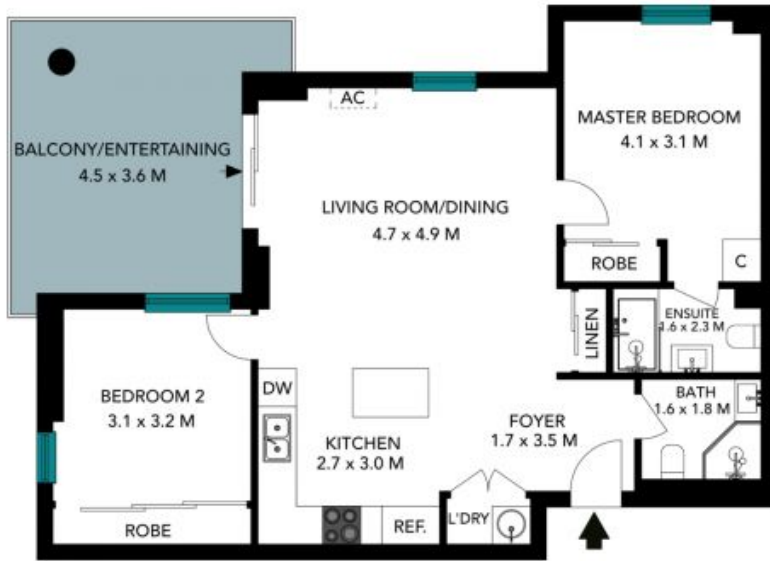 AC
MASTER BEDROOM
4.1 x 3.1 M
BALCONY/ENTERTAINING
4.5 x 3.6 M
LIVING ROOM/DINING
4.7 x 4.9 M
ROBE
C
ENSUITE
1.6 x 2.3 M
LINEN
BEDROOM 2
3.1 x 3.2 M
DW
BATH
1.6 x 1.8 M
KITCHEN
2.7 x 3.0 M
FOYER
1.7 x 3.5 M
ROBE
REF.
L'DRY